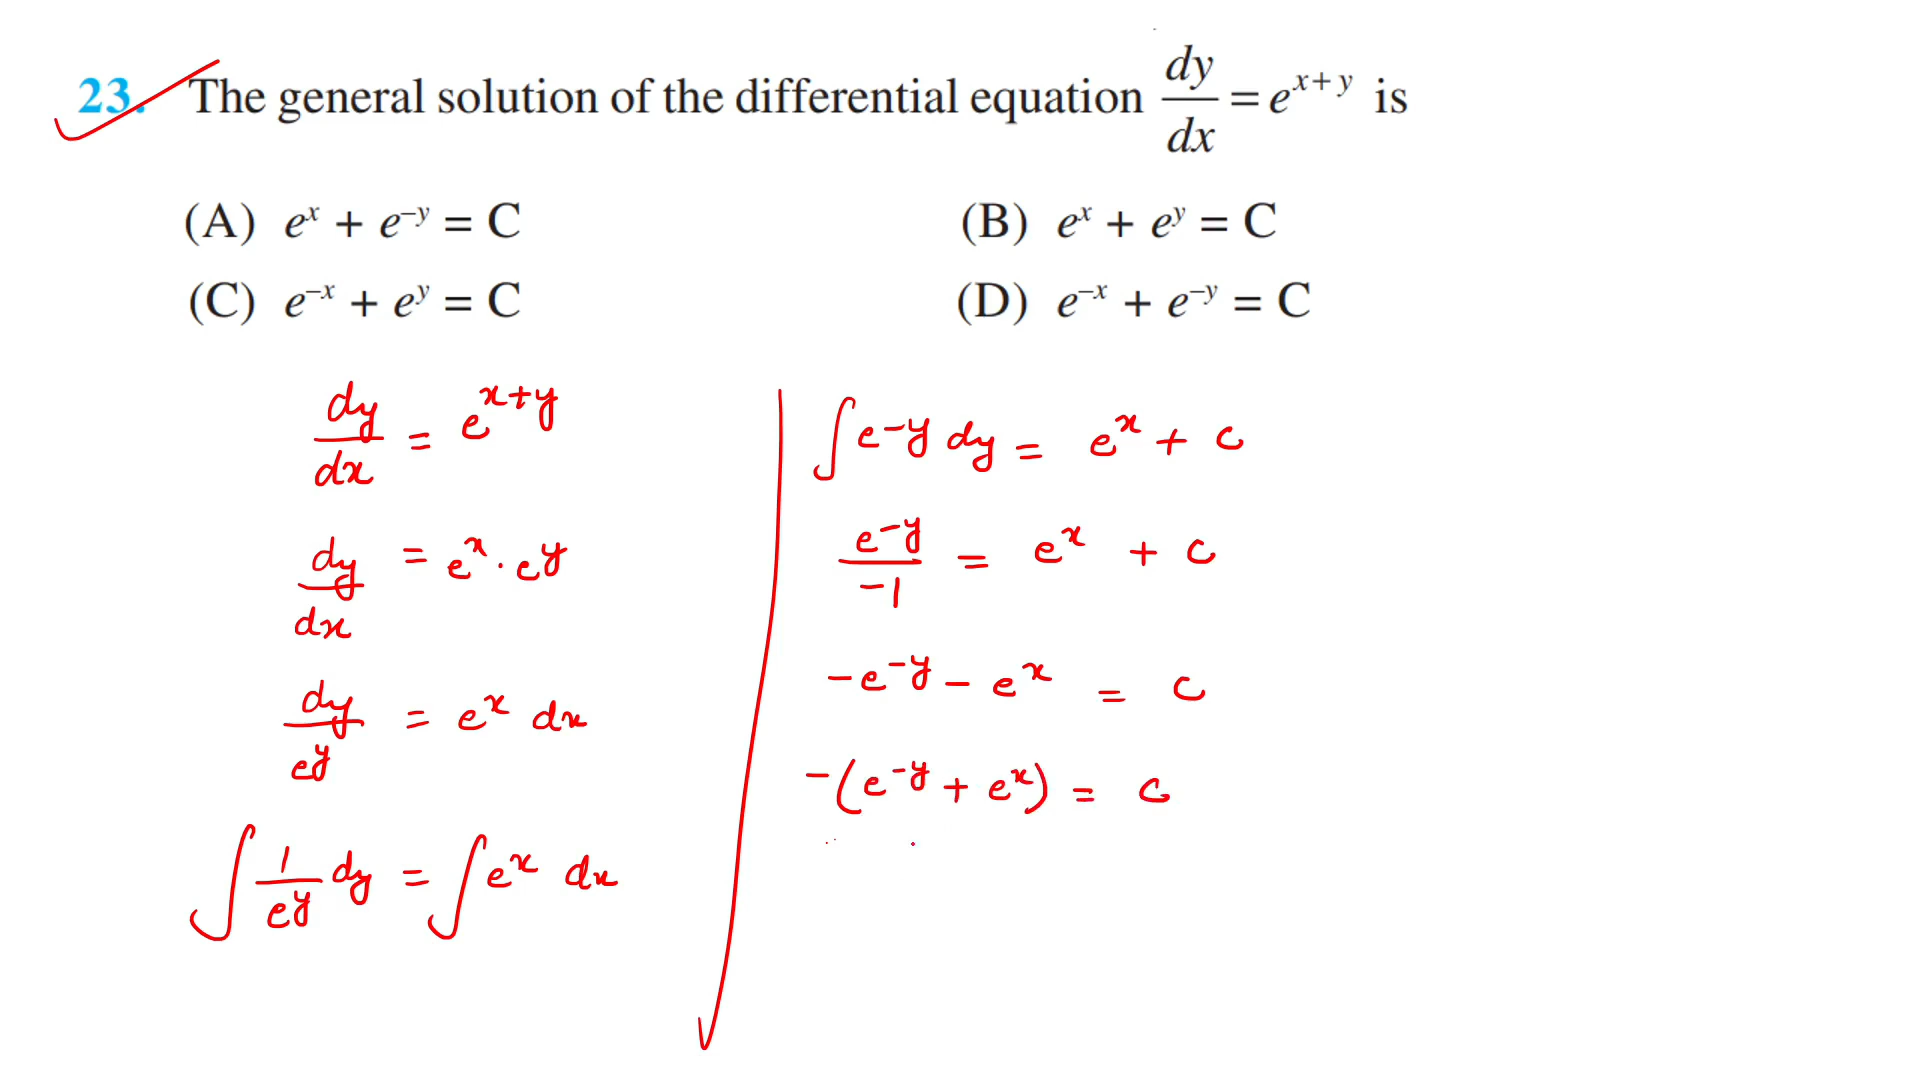 23. The general solution of the differential equation dy/dx = e^(x+y) is
(A) e^x + e^(–y) = C
(B) e^x + e^y = C
(C) e^(–x) + e^y = C
(D) e^(–x) + e^(–y) = C
dy/dx = e^(x+y)
dy/dx = e^x · e^y
dy/e^y = e^x dx
∫ 1/e^y dy = ∫ e^x dx
∫ e^(-y) dy = e^x + c
e^(-y)/-1 = e^x + c
-e^(-y) - e^x = c
-(e^(-y) + e^x) = c